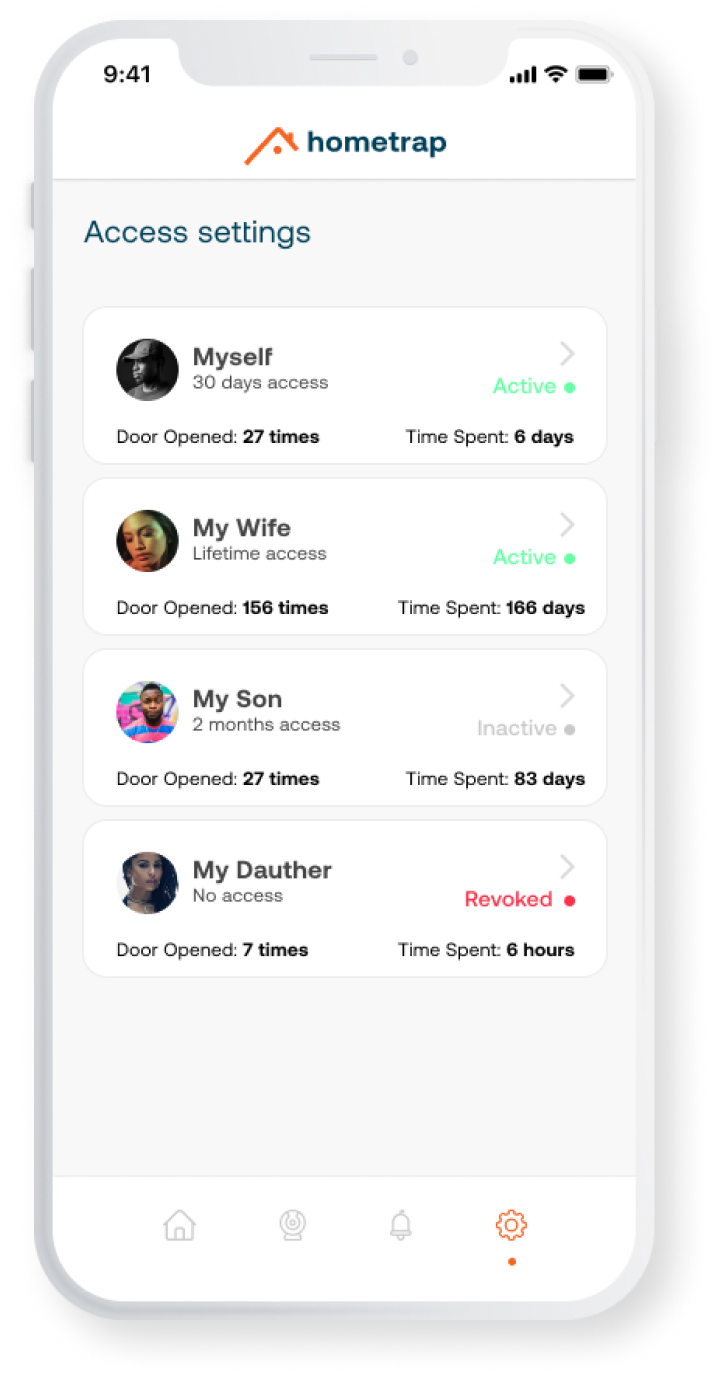 9:41
hometrap
Access settings
Myself
30 days access
Active
Door Opened: 27 times Time Spent: 6 days
My Wife
Lifetime access
Active
Door Opened: 156 times Time Spent: 166 days
My Son
2 months access
Inactive
Door Opened: 27 times Time Spent: 83 days
My Dauther
No access
Revoked
Door Opened: 7 times Time Spent: 6 hours